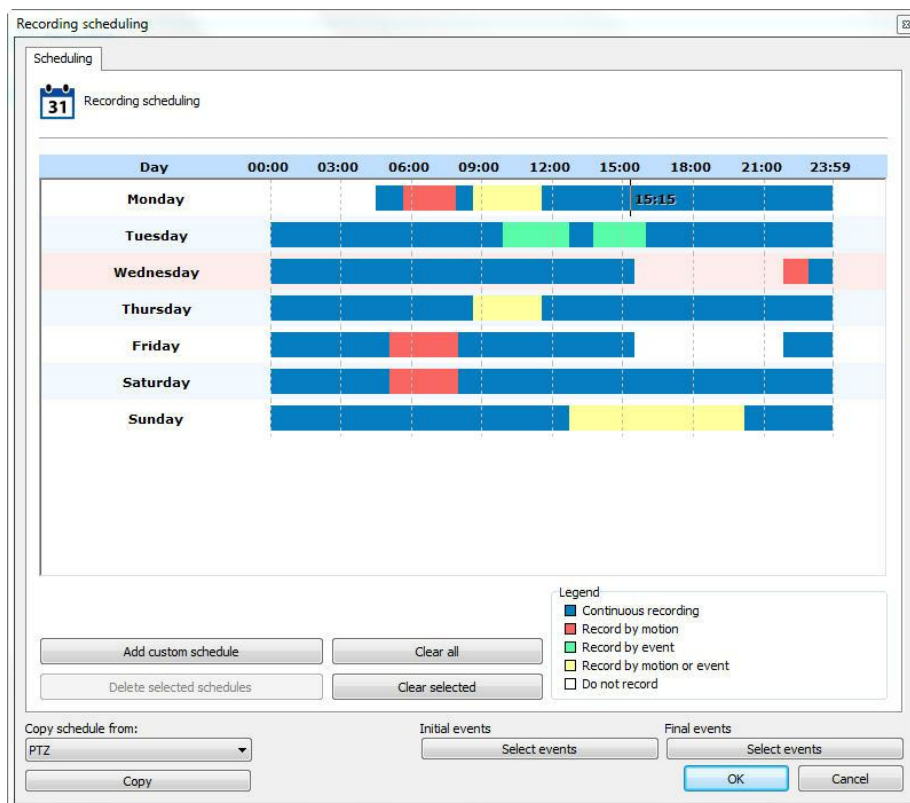 Recording scheduling
Scheduling
31 Recording scheduling
Day 00:00 03:00 06:00 09:00 12:00 15:00 18:00 21:00 23:59
Monday 15:15
Tuesday
Wednesday
Thursday
Friday
Saturday
Sunday
Legend
Continuous recording
Record by motion
Record by event
Record by motion or event
Do not record
Add custom schedule Clear all
Delete selected schedules Clear selected
Copy schedule from: Initial events Final events
PTZ Select events Select events
Copy OK Cancel